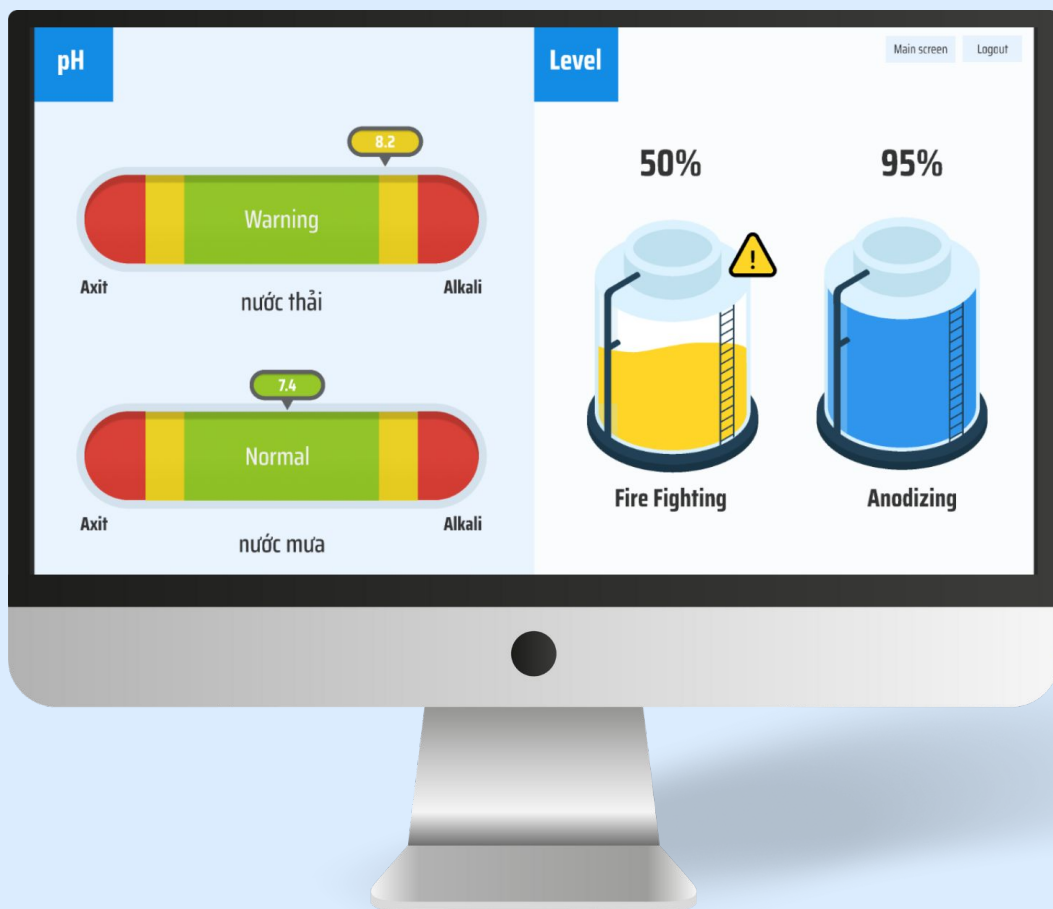 pH
8.2
Warning
Axit
Alkali
nước thải
7.4
Normal
Axit
Alkali
nước mưa
Level
Main screen
Logout
50%
95%
!
Fire Fighting
Anodizing